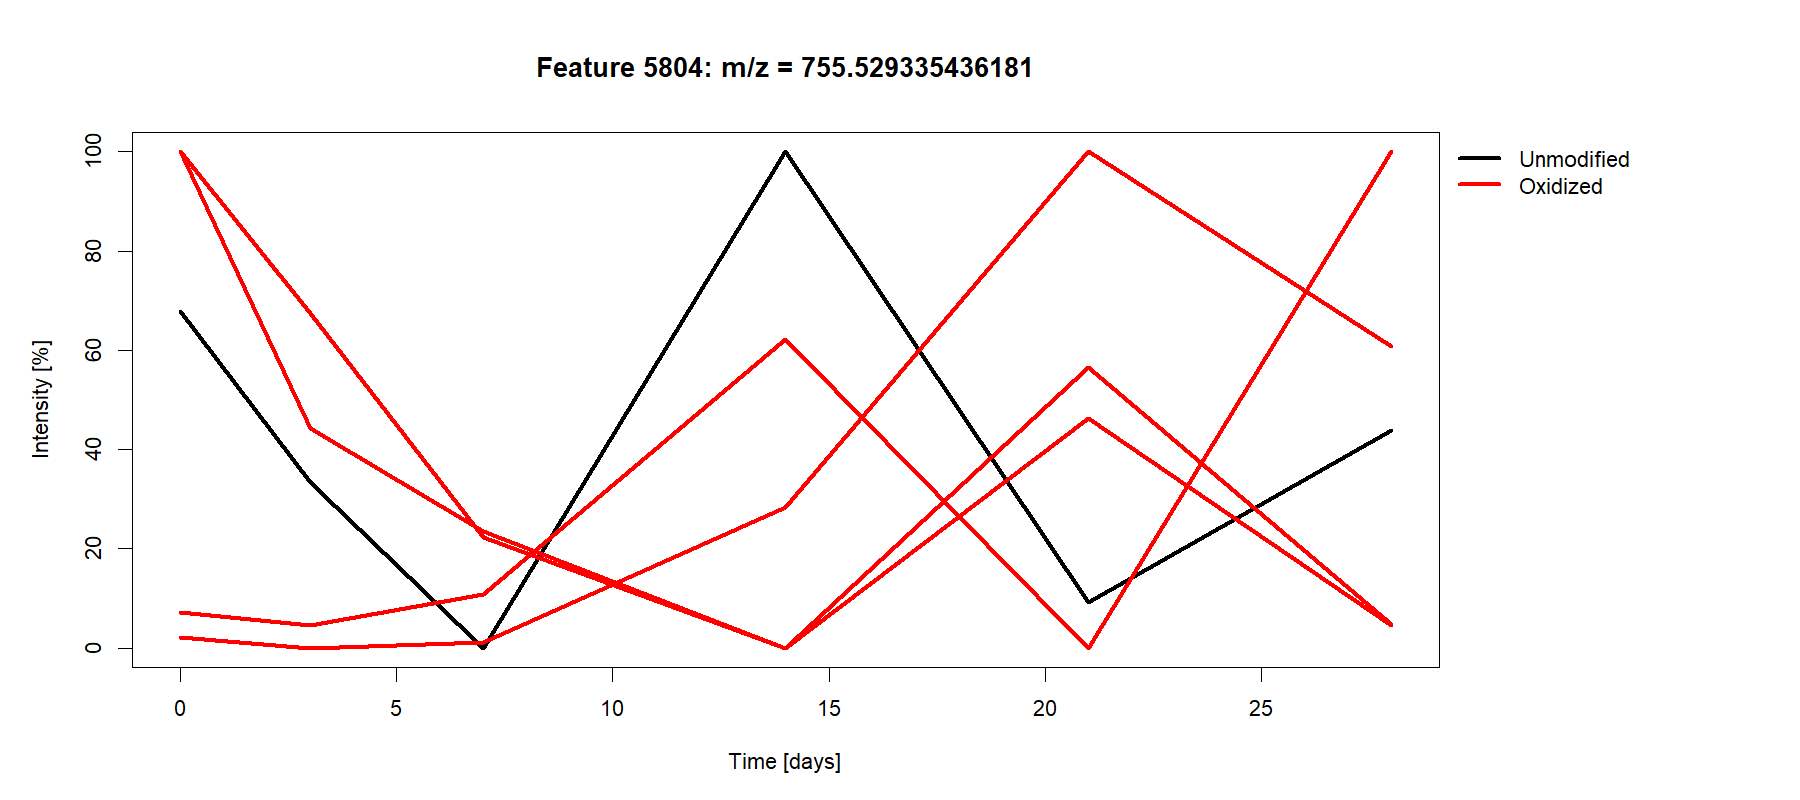 Feature 5804: m/z = 755.529335436181
Unmodified
Oxidized
Intensity [%]
100
80
60
40
20
0
0 5 10 15 20 25
Time [days]